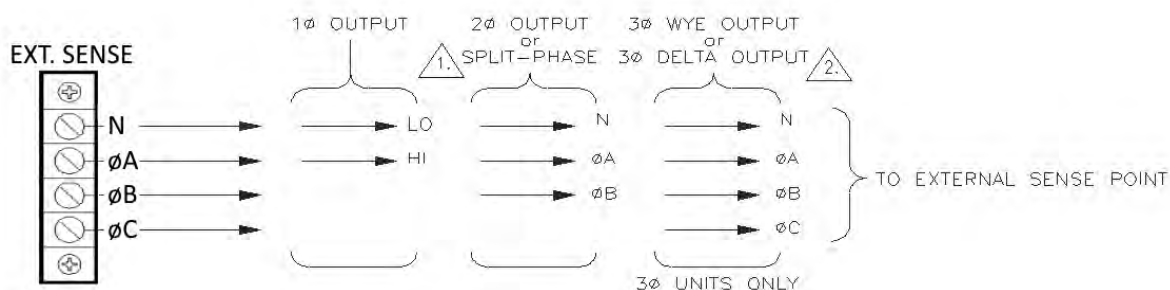 1ø OUTPUT
2ø OUTPUT
or
SPLIT-PHASE
3ø WYE OUTPUT
or
3ø DELTA OUTPUT
1.
2.
EXT. SENSE
N
LO
N
N
øA
HI
øA
øA
øB
øB
øB
øC
øC
TO EXTERNAL SENSE POINT
3ø UNITS ONLY